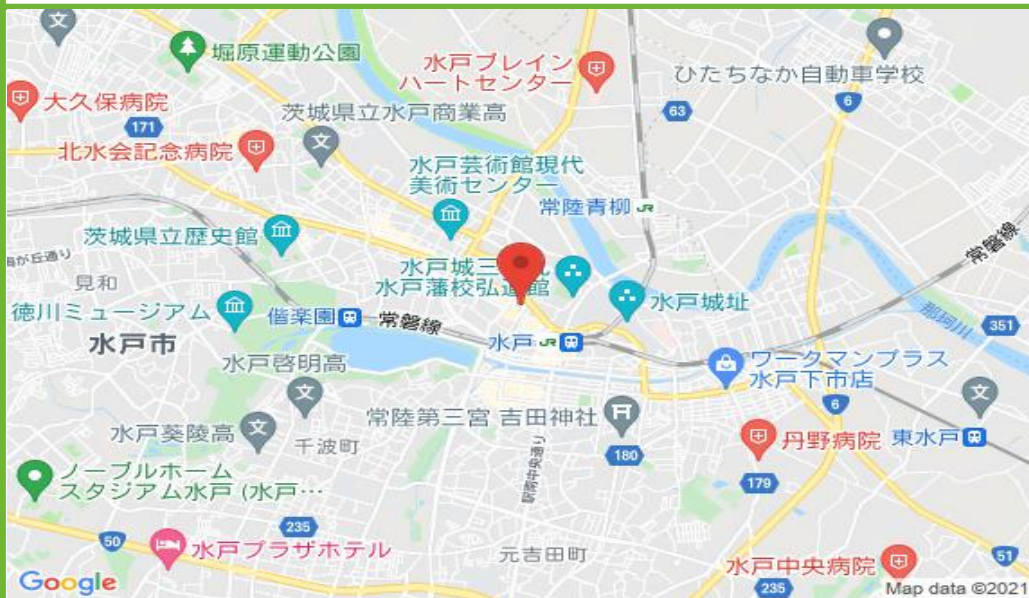 堀原運動公園
水戸ブレイン
ハートセンター
ひたちなか自動車学校
大久保病院
171
茨城県立水戸商業高
63
6
北水会記念病院
水戸芸術館現代
美術センター
常陸青柳 JR
常磐線
茨城県立歴史館
が丘通り
見和
水戸城三
水戸藩校弘道館
水戸城址
徳川ミュージアム
偕楽園
常磐線
那珂川
351
水戸市
水戸 JR
ワークマンプラス
水戸下市店
水戸啓明高
6
常陸第三宮 吉田神社
水戸葵陵高
千波町
180
丹野病院
東水戸
ノーブルホーム
スタジアム水戸 (水戸…
179
235
50
水戸プラザホテル
元吉田町
水戸中央病院
51
Google
235
Map data ©2021